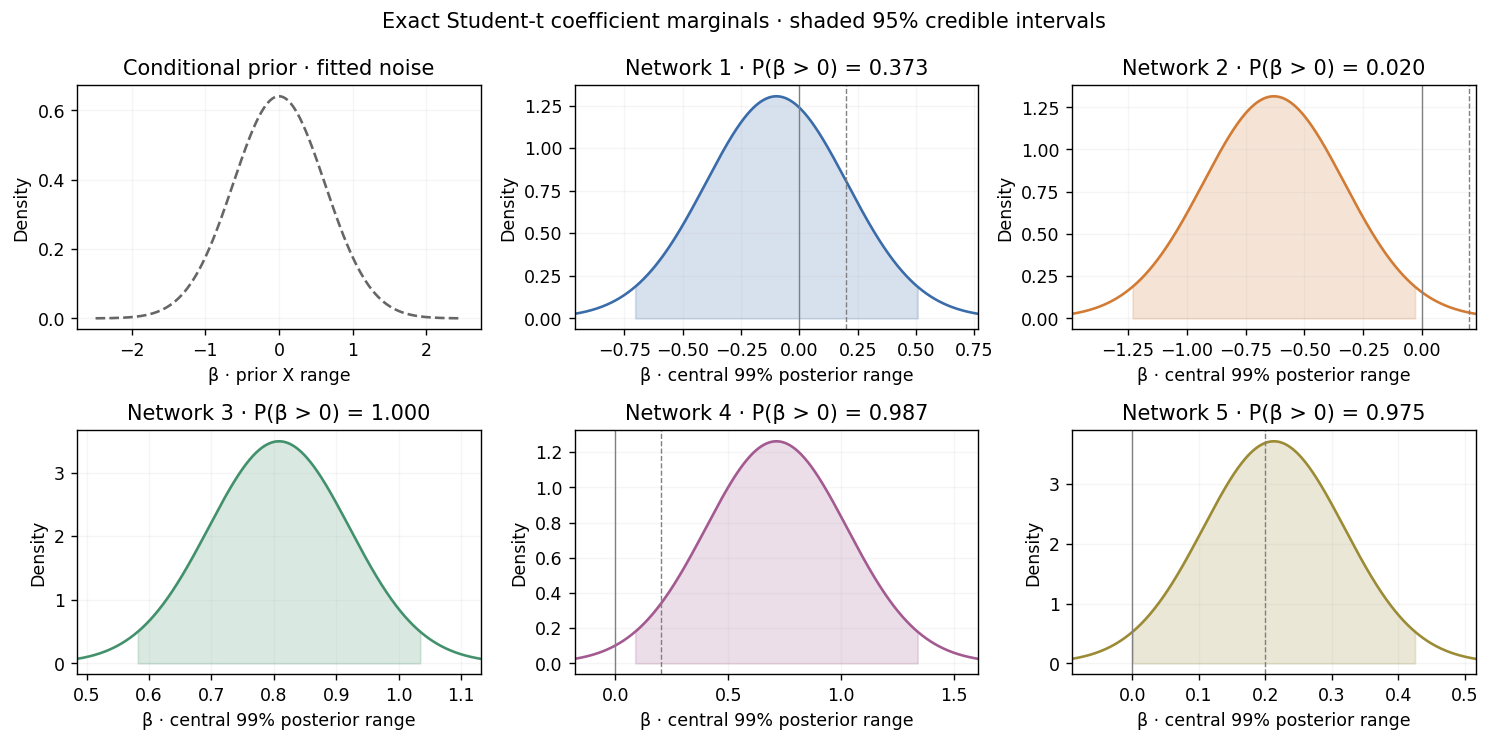 Exact Student-t coefficient marginals · shaded 95% credible intervals
Conditional prior · fitted noise
Density
0.6
0.4
0.2
0.0
−2 −1 0 1 2
β · prior X range
Network 1 · P(β > 0) = 0.373
Density
1.25
1.00
0.75
0.50
0.25
0.00
−0.75 −0.50 −0.25 0.00 0.25 0.50 0.75
β · central 99% posterior range
Network 2 · P(β > 0) = 0.020
Density
1.25
1.00
0.75
0.50
0.25
0.00
−1.25 −1.00 −0.75 −0.50 −0.25 0.00
β · central 99% posterior range
Network 3 · P(β > 0) = 1.000
Density
3
2
1
0
0.5 0.6 0.7 0.8 0.9 1.0 1.1
β · central 99% posterior range
Network 4 · P(β > 0) = 0.987
Density
1.2
1.0
0.8
0.6
0.4
0.2
0.0
0.0 0.5 1.0 1.5
β · central 99% posterior range
Network 5 · P(β > 0) = 0.975
Density
3
2
1
0
0.0 0.1 0.2 0.3 0.4 0.5
β · central 99% posterior range